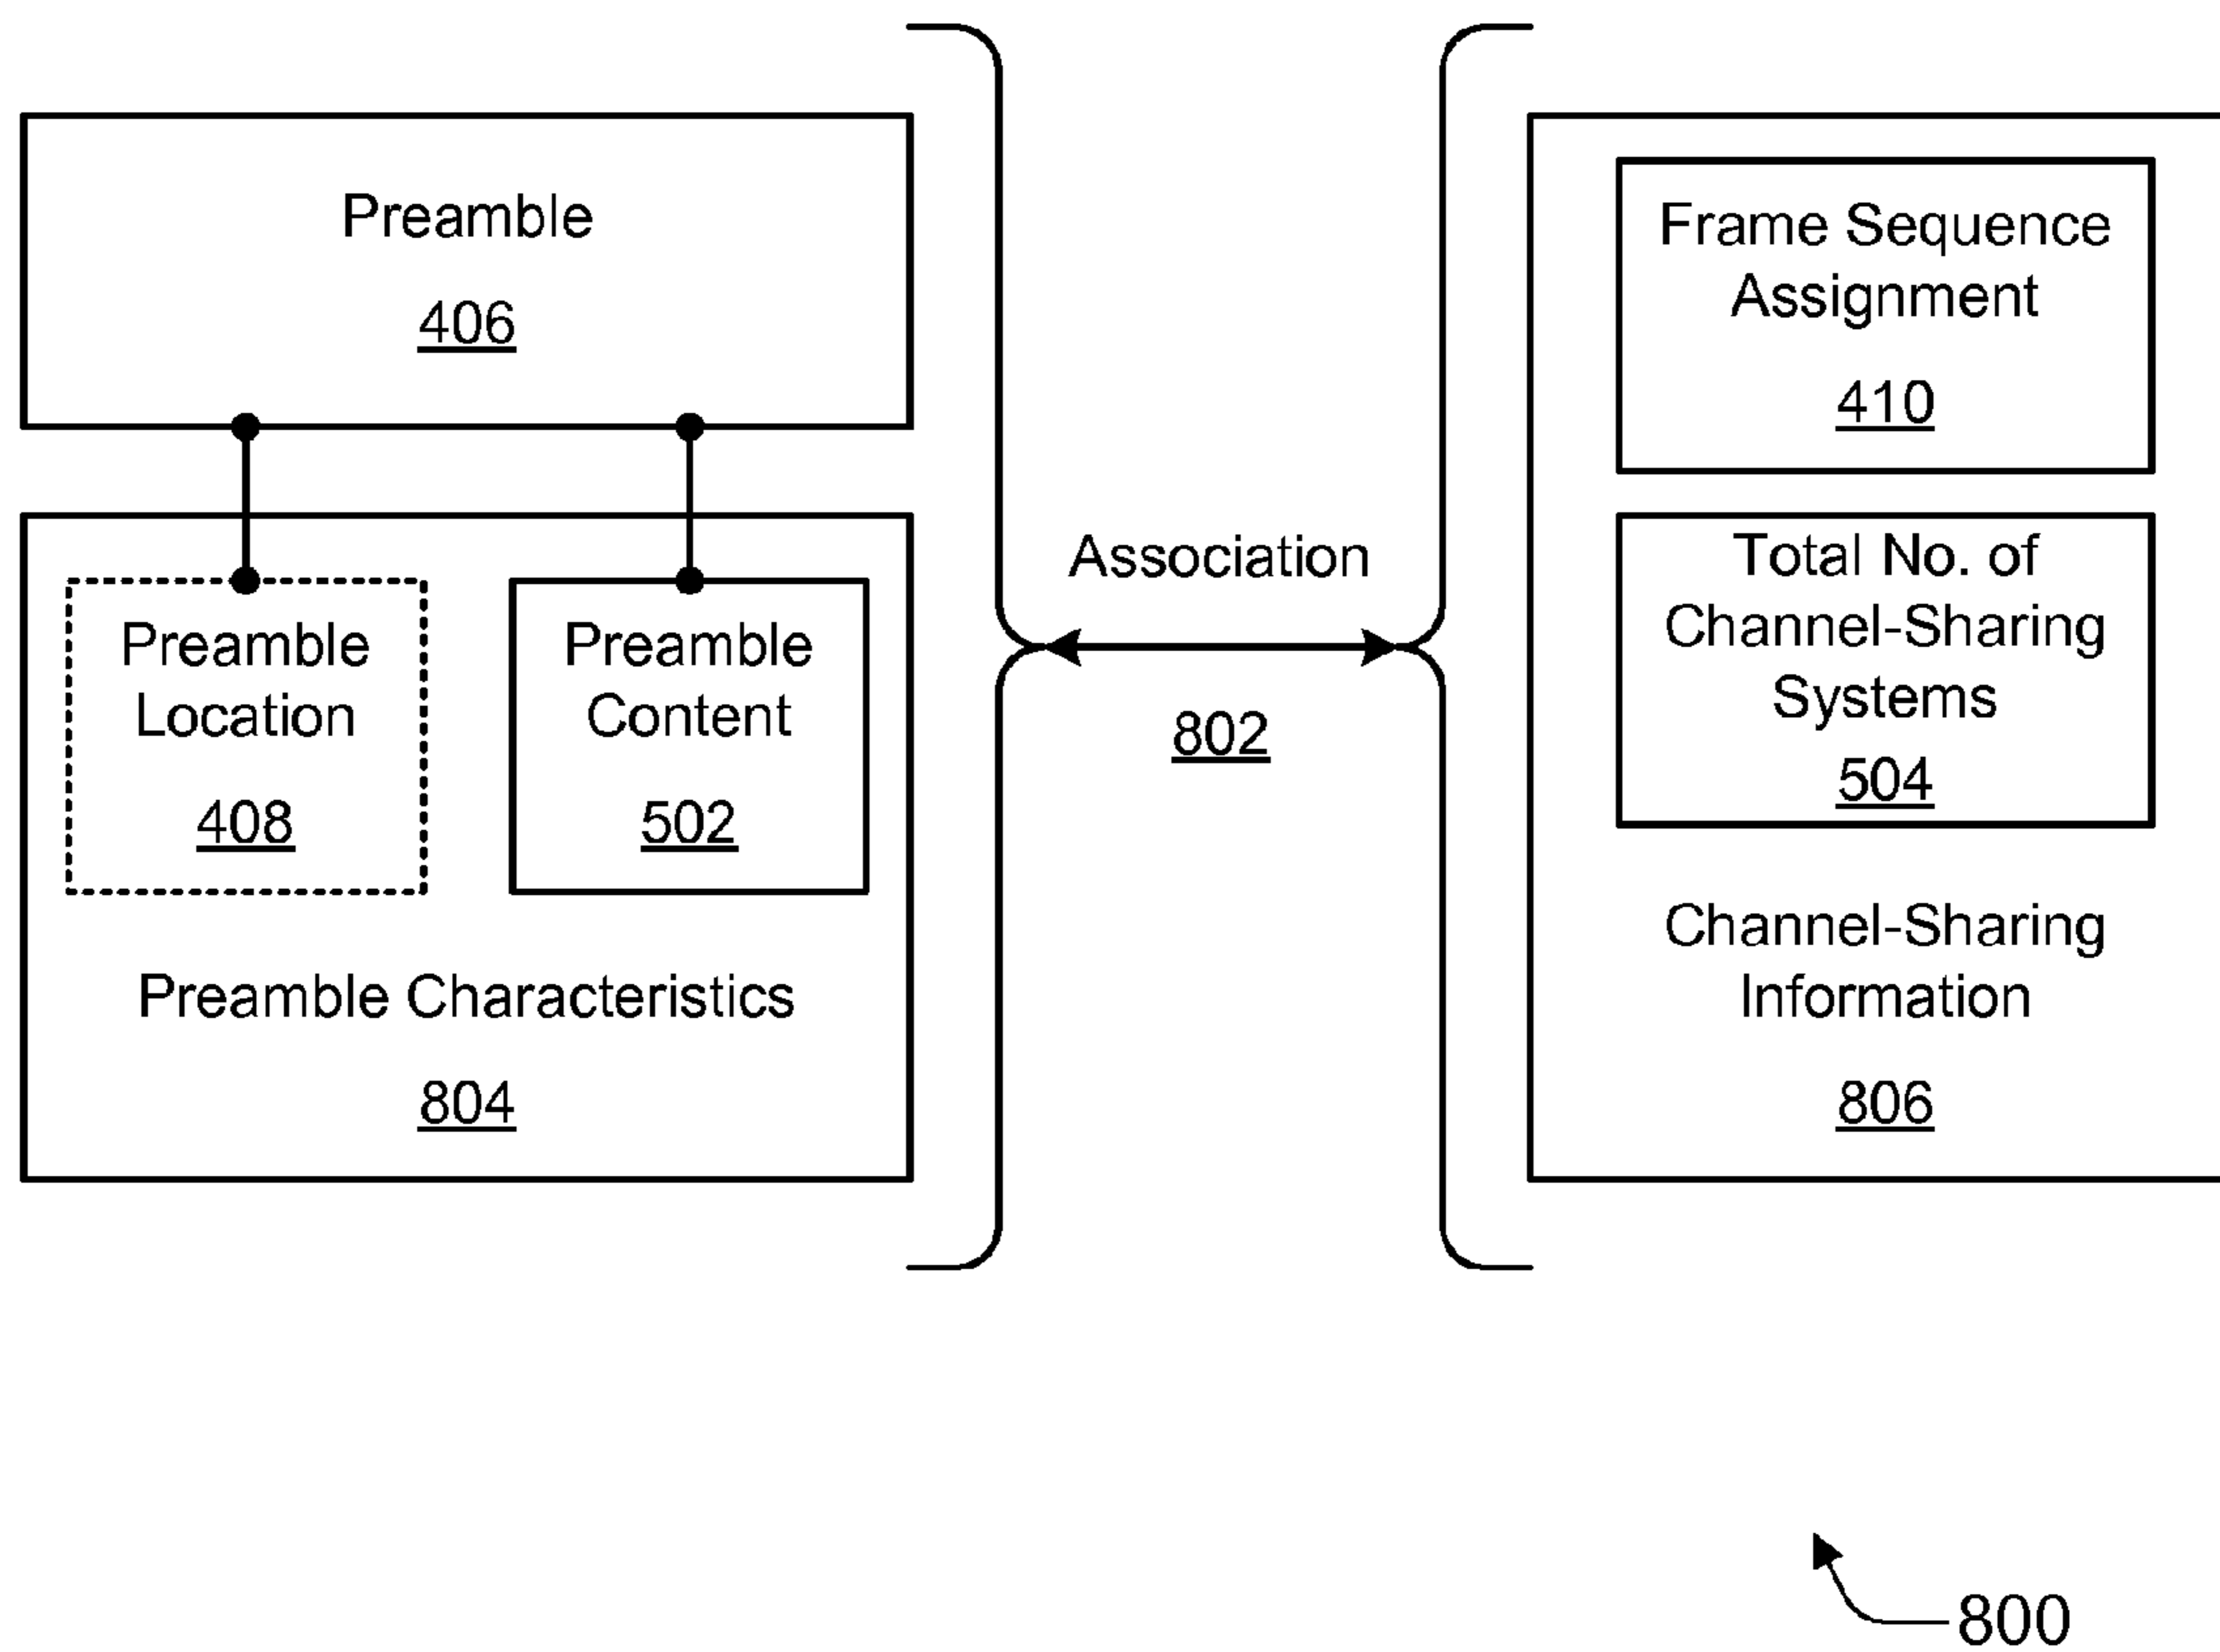 Preamble
406
Preamble
Location
408
Preamble
Content
502
Preamble Characteristics
804
Association
802
Frame Sequence
Assignment
410
Total No. of
Channel-Sharing
Systems
504
Channel-Sharing
Information
806
800